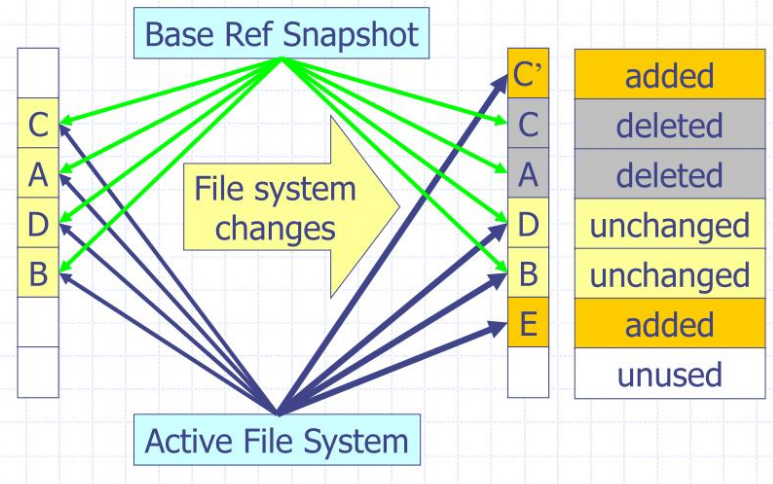 Base Ref Snapshot
C’ added
C C deleted
A A deleted
File system
changes
D D unchanged
B B unchanged
E added
unused
Active File System